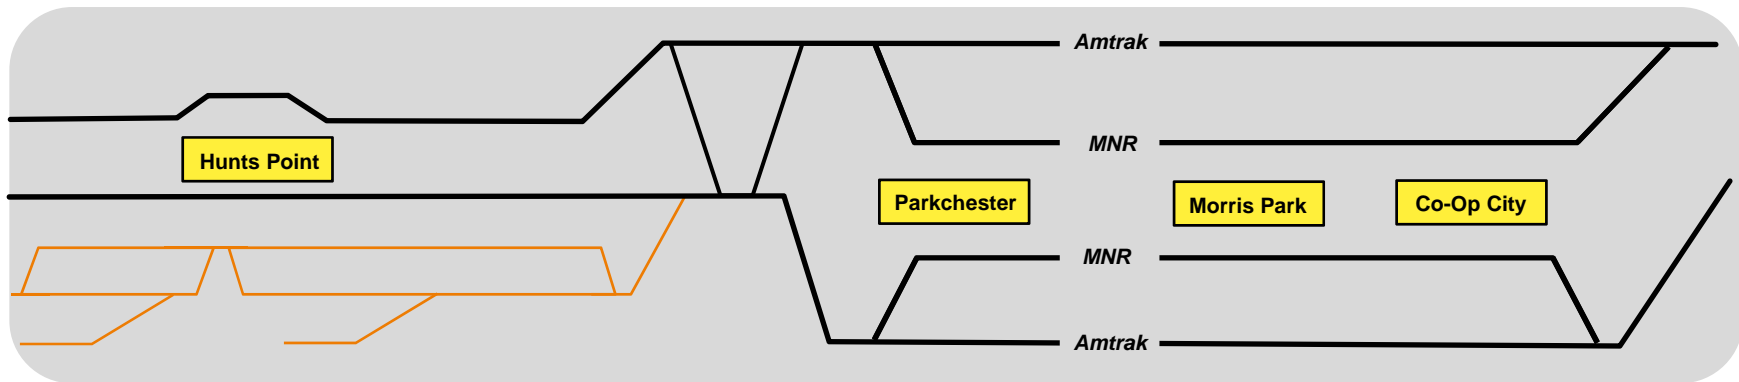 Amtrak
MNR
Hunts Point
Parkchester
Morris Park
Co-Op City
MNR
Amtrak